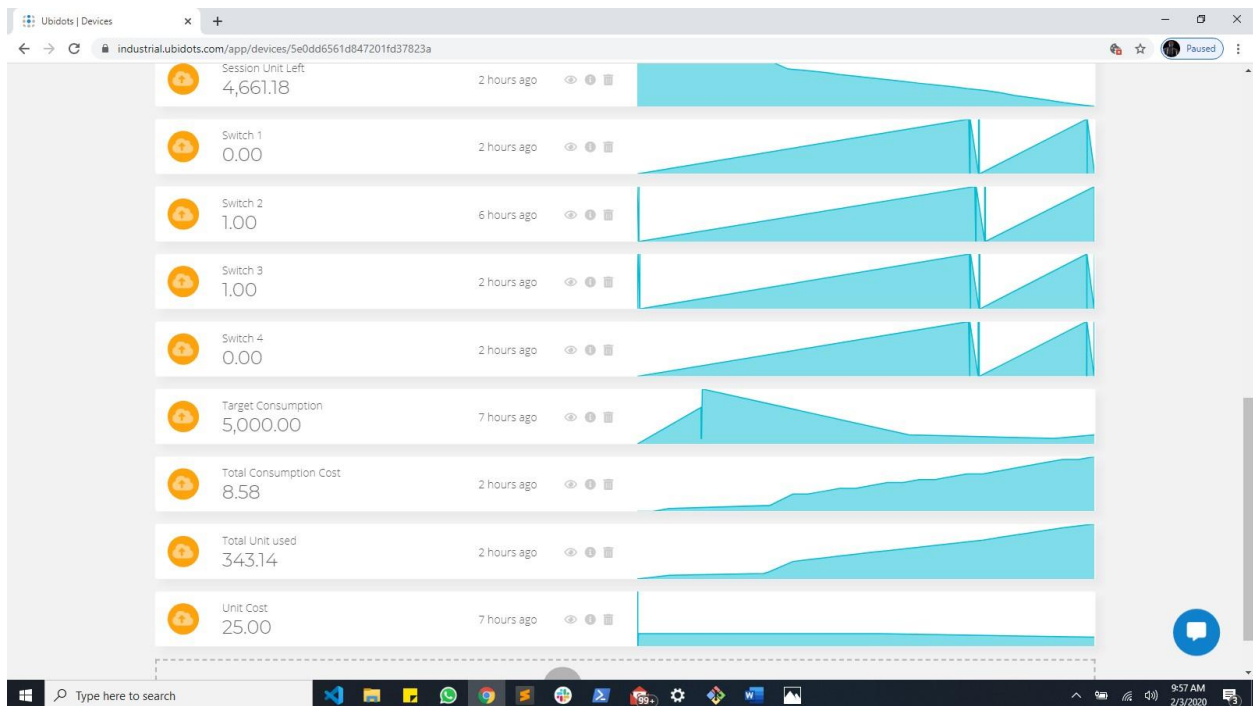 Ubidots | Devices
industrial.ubidots.com/app/devices/5e0dd6561d847201fd37823a
Paused
Session Unit Left
4,661.18
2 hours ago
Switch 1
0.00
2 hours ago
Switch 2
1.00
6 hours ago
Switch 3
1.00
2 hours ago
Switch 4
0.00
2 hours ago
Target Consumption
5,000.00
7 hours ago
Total Consumption Cost
8.58
2 hours ago
Total Unit used
343.14
2 hours ago
Unit Cost
25.00
7 hours ago
Type here to search
99+
9:57 AM
2/3/2020
3